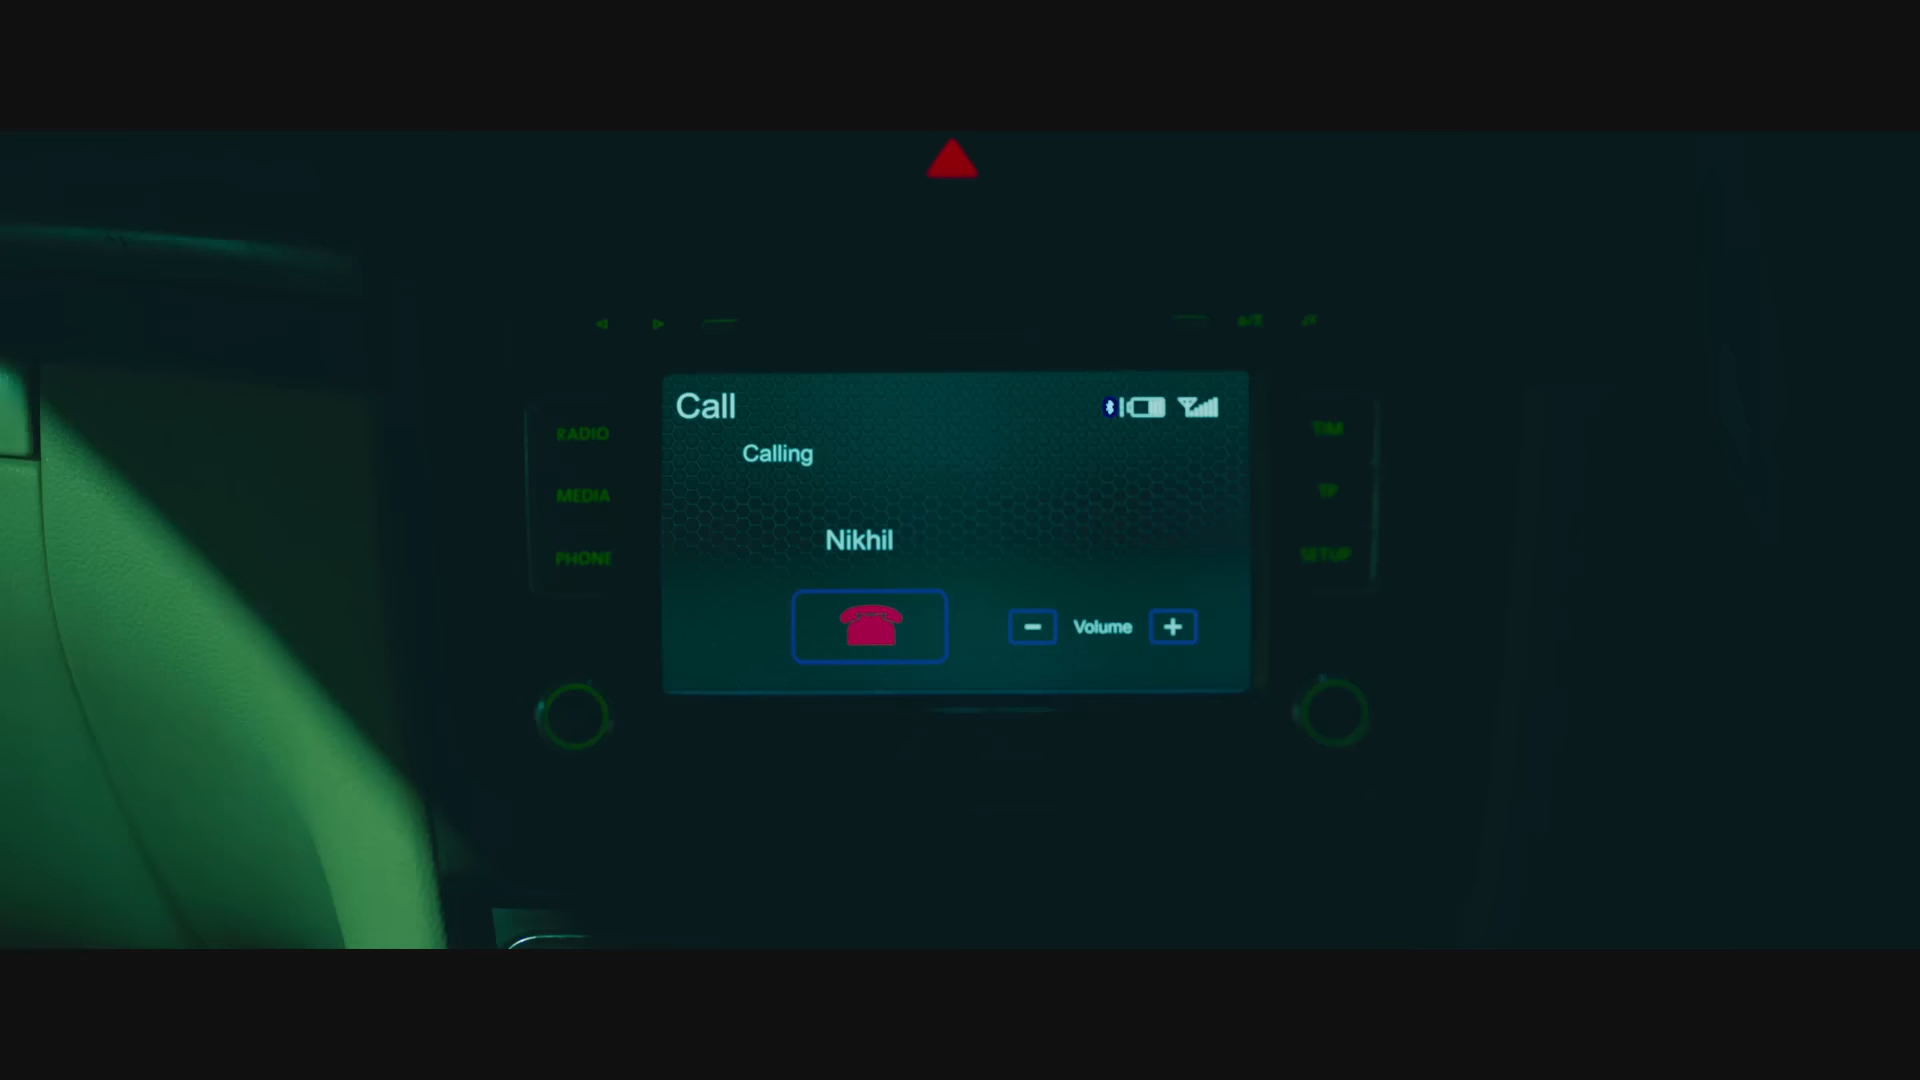 Call
Calling
Nikhil
Volume
RADIO
MEDIA
PHONE
TIM
TP
SETUP